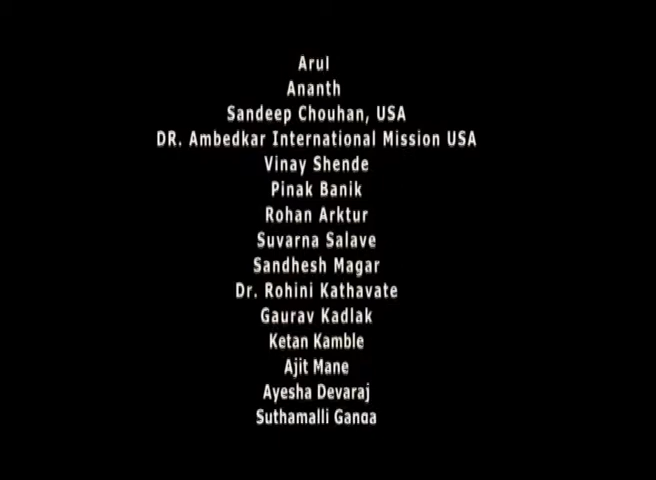 Arul
Ananth
Sandeep Chouhan, USA
DR. Ambedkar International Mission USA
Vinay Shende
Pinak Banik
Rohan Arktur
Suvarna Salave
Sandhesh Magar
Dr. Rohini Kathavate
Gaurav Kadlak
Ketan Kamble
Ajit Mane
Ayesha Devaraj
Suthamalli Ganga